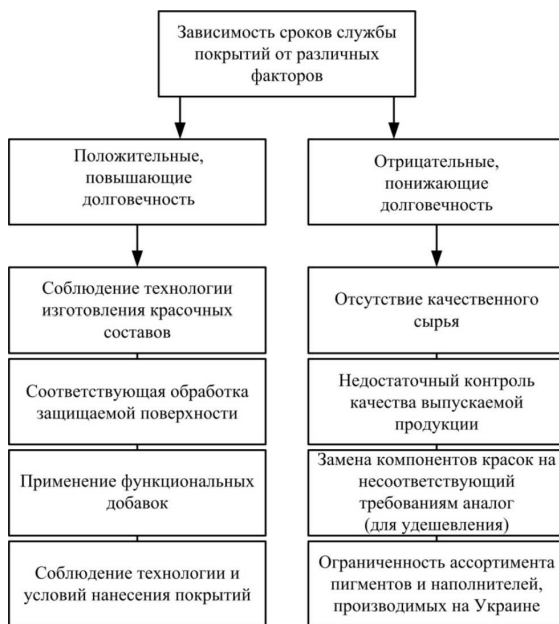 Зависимость сроков службы
покрытий от различных
факторов
Положительные,
повышающие
долговечность
Отрицательные,
понижающие
долговечность
Соблюдение технологии
изготовления красочных
составов
Отсутствие качественного
сырья
Соответствующая обработка
защищаемой поверхности
Недостаточный контроль
качества выпускаемой
продукции
Применение функциональных
добавок
Замена компонентов красок на
несоответствующий
требованиям аналог
(для удешевления)
Соблюдение технологии и
условий нанесения покрытий
Ограниченность ассортимента
пигментов и наполнителей,
производимых на Украине